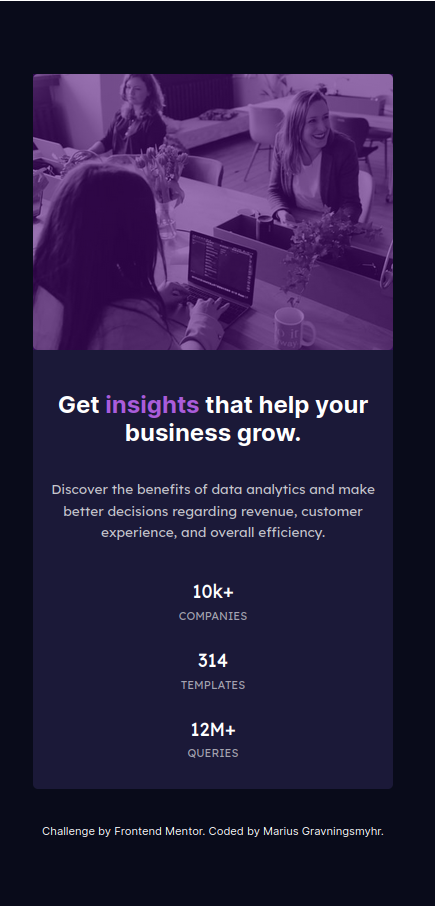 Get insights that help your
business grow.
Discover the benefits of data analytics and make
better decisions regarding revenue, customer
experience, and overall efficiency.
10k+
COMPANIES
314
TEMPLATES
12M+
QUERIES
Challenge by Frontend Mentor. Coded by Marius Gravningsmyhr.